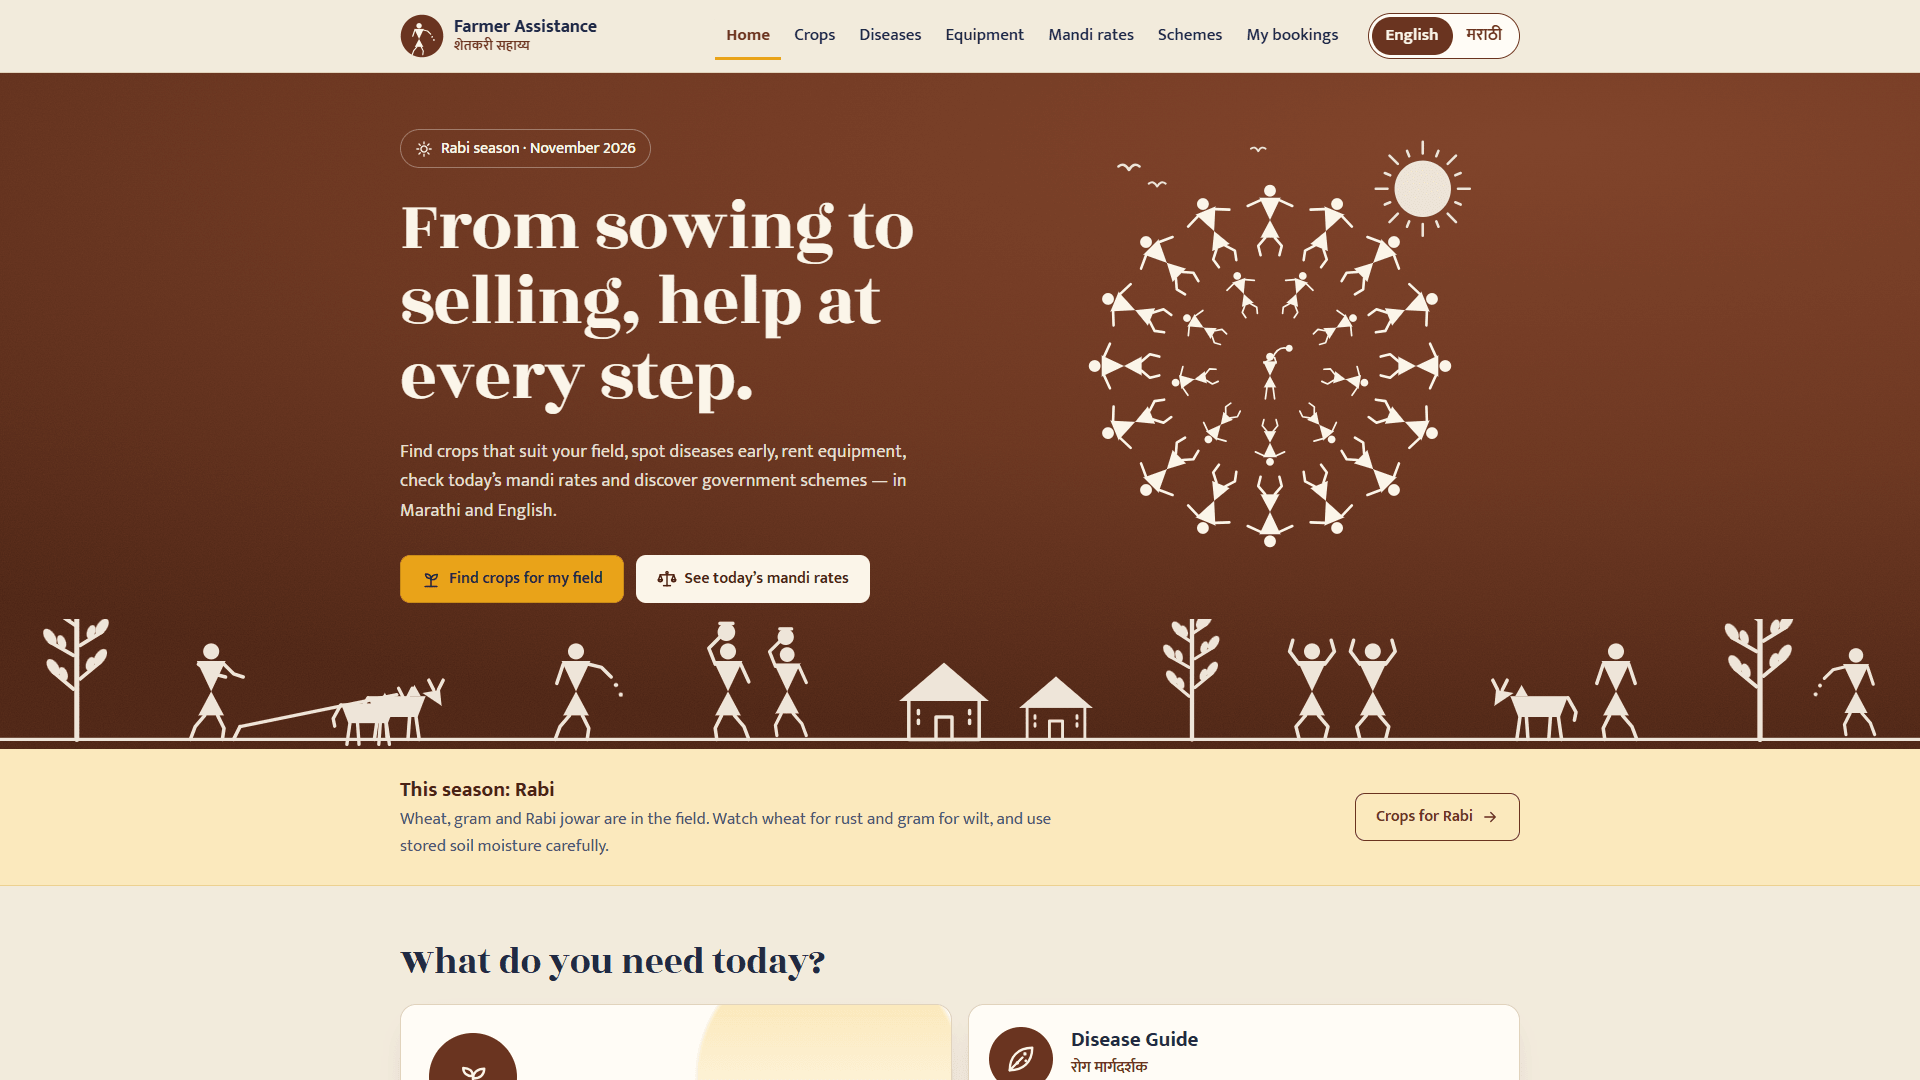 Farmer Assistance
शेतकरी सहाय्य
Home
Crops
Diseases
Equipment
Mandi rates
Schemes
My bookings
English
मराठी
Rabi season · November 2026
From sowing to
selling, help at
every step.
Find crops that suit your field, spot diseases early, rent equipment,
check today’s mandi rates and discover government schemes — in
Marathi and English.
Find crops for my field
See today’s mandi rates
This season: Rabi
Wheat, gram and Rabi jowar are in the field. Watch wheat for rust and gram for wilt, and use
stored soil moisture carefully.
Crops for Rabi
What do you need today?
Disease Guide
रोग मार्गदर्शक